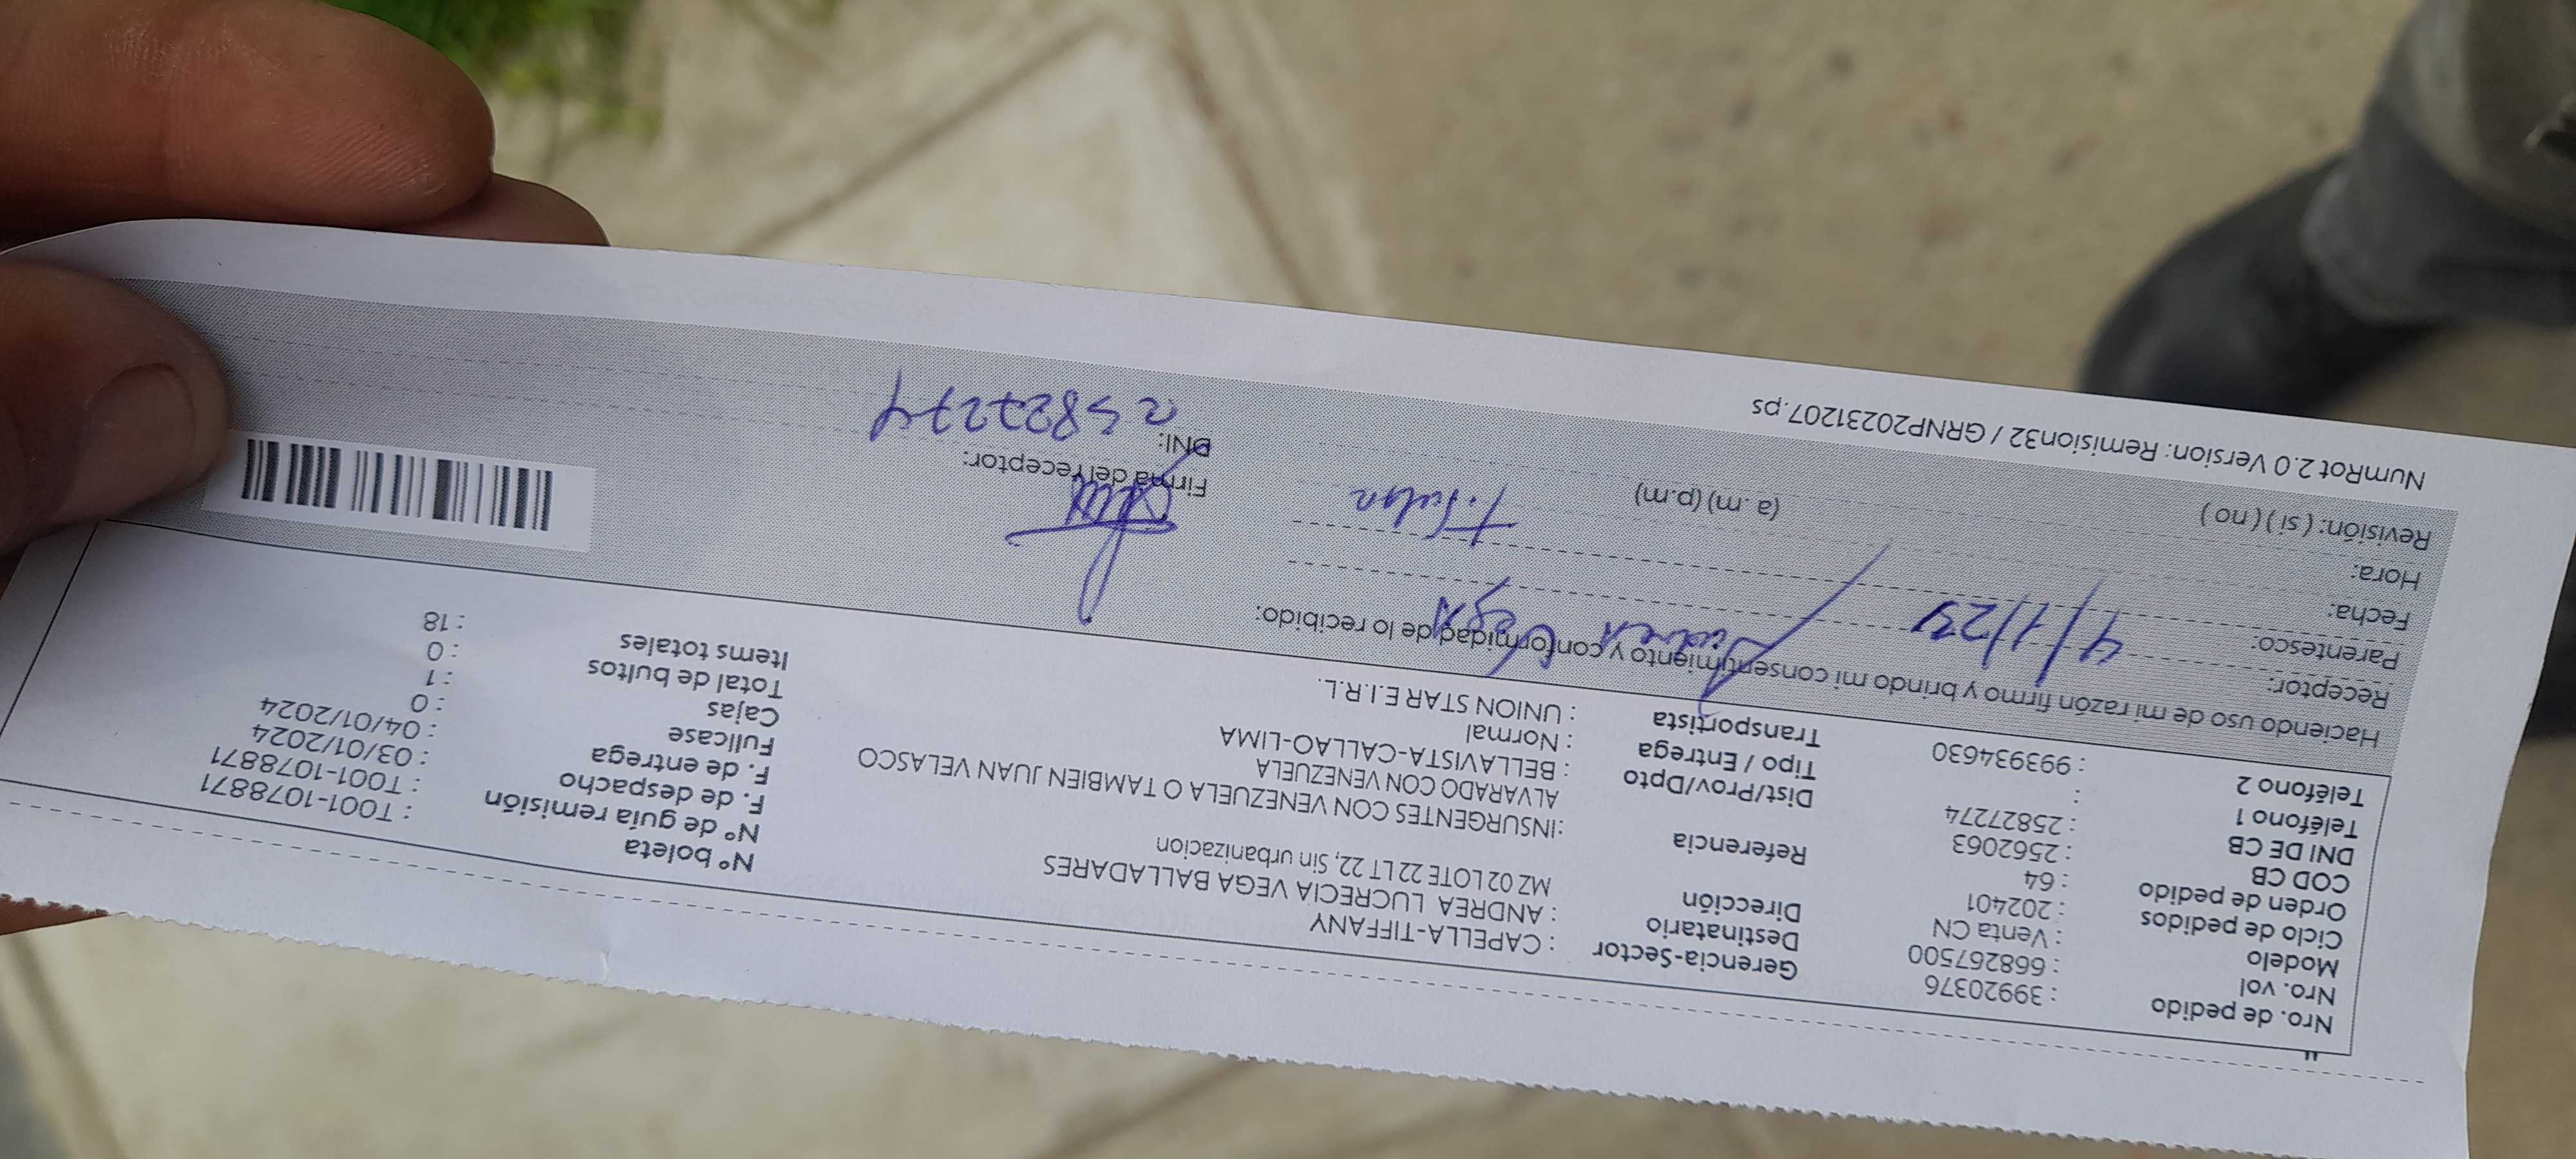 Nro. de pedido : 39920376
Nro. vol : 668267500
Modelo : Venta CN
Ciclo de pedidos : 202401
Orden de pedido : 64
COD CB : 2562063
DNI DE CB : 25827274
Teléfono 1 :
Teléfono 2 : 993934630
Gerencia-Sector : CAPELLA-TIFFANY
Destinatario : ANDREA LUCRECIA VEGA BALLADARES
Dirección MZ 02 LOTE 22 LT 22, Sin urbanizacion
Referencia :INSURGENTES CON VENEZUELA O TAMBIEN JUAN VELASCO
ALVARADO CON VENEZUELA
Dist/Prov/Dpto : BELLAVISTA-CALLAO-LIMA
Tipo / Entrega : Normal
Transportista : UNION STAR E.I.R.L.
N° boleta : T001-1078871
N° de guía remisión : T001-1078871
F. de despacho : 03/01/2024
F. de entrega : 04/01/2024
Fullcase : 0
Cajas : 1
Total de bultos : 0
Items totales : 18
Haciendo uso de mi razón firmo y brindo mi consentimiento y conformidad de lo recibido:
Receptor: Vega
Parentesco:
Fecha: 4/1/24
Hora: (a .m) (p.m)
Revisión: ( si ) ( no )
Firma del receptor:
DNI: 25827274
NumRot 2.0 Version: Remision32 / GRNP20231207.ps